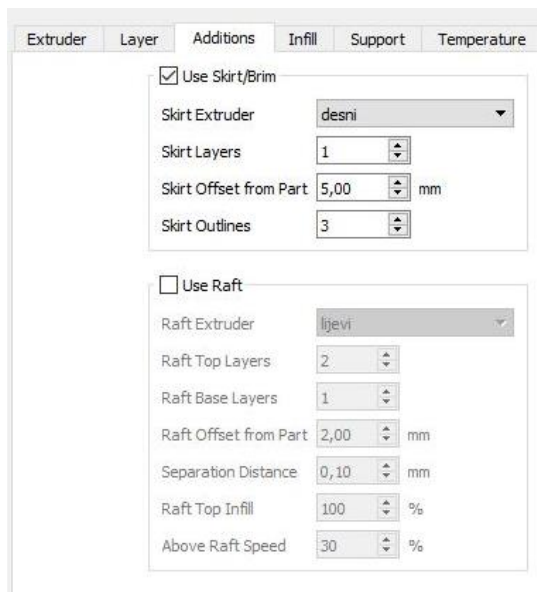 Extruder Layer Additions Infill Support Temperature
Use Skirt/Brim
Skirt Extruder desni
Skirt Layers 1
Skirt Offset from Part 5,00 mm
Skirt Outlines 3
Use Raft
Raft Extruder lijevi
Raft Top Layers 2
Raft Base Layers 1
Raft Offset from Part 2,00 mm
Separation Distance 0,10 mm
Raft Top Infill 100 %
Above Raft Speed 30 %